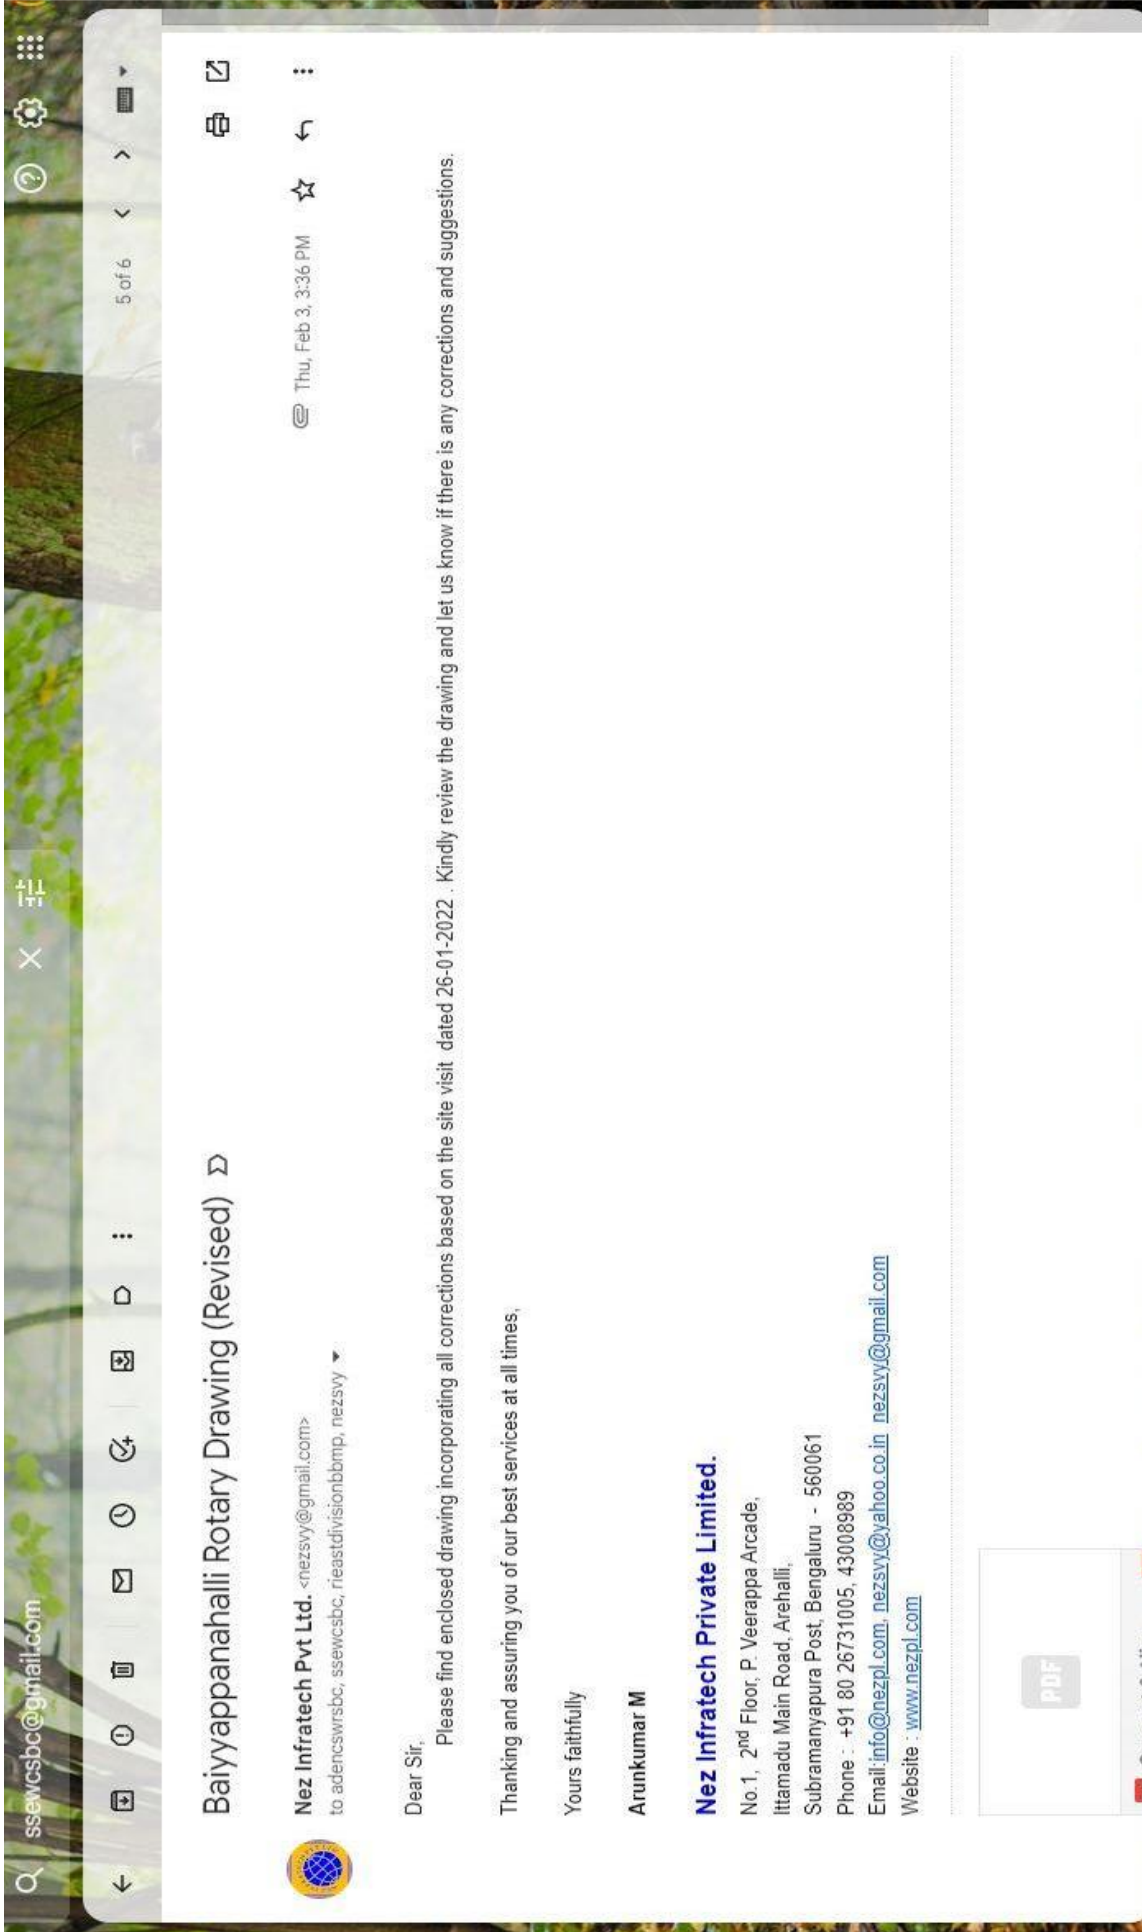 ssewcsbc@gmail.com
5 of 6
Baiyyappanahalli Rotary Drawing (Revised)
Nez Infratech Pvt Ltd. <nezsvy@gmail.com>
Thu, Feb 3, 3:36 PM
to adencswrsbc, ssewcsbc, rieastdivisionbbmp, nezsvy
Dear Sir,
Please find enclosed drawing incorporating all corrections based on the site visit dated 26-01-2022 . Kindly review the drawing and let us know if there is any corrections and suggestions.
Thanking and assuring you of our best services at all times,
Yours faithfully
Arunkumar M
Nez Infratech Private Limited.
No.1, 2nd Floor, P. Veerappa Arcade,
Ittamadu Main Road, Arehalli,
Subramanyapura Post, Bengaluru - 560061
Phone : +91 80 26731005, 43008989
Email:info@nezpl.com, nezsvy@yahoo.co.in nezsvy@gmail.com
Website : www.nezpl.com
PDF